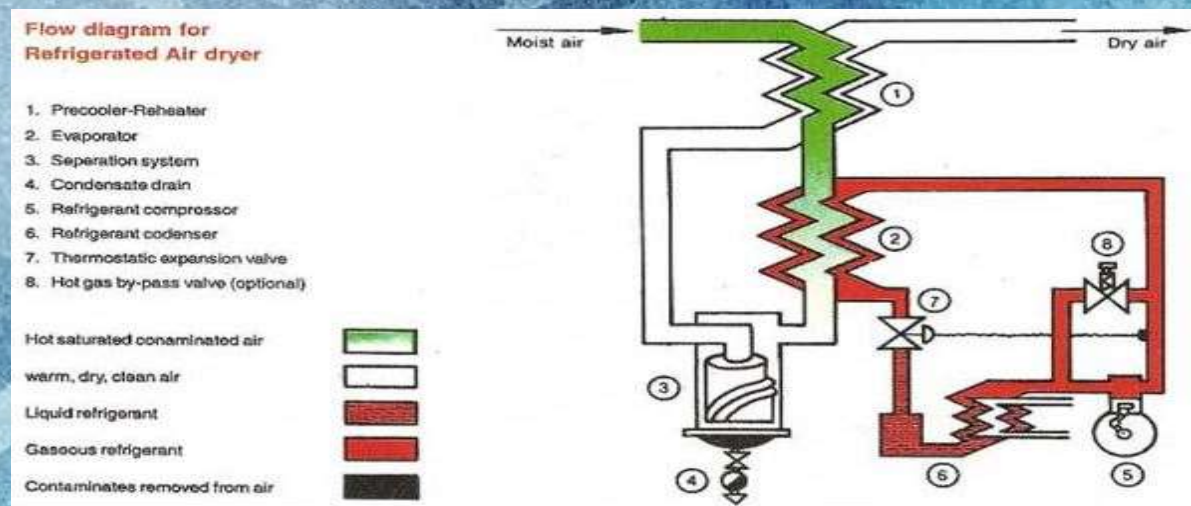 Flow diagram for
Refrigerated Air dryer
1. Precooler-Reheater
2. Evaporator
3. Seperation system
4. Condensate drain
5. Refrigerant compressor
6. Refrigerant codenser
7. Thermostatic expansion valve
8. Hot gas by-pass valve (optional)
Hot saturated conaminated air
warm, dry, clean air
Liquid refrigerant
Gaseous refrigerant
Contaminates removed from air
Moist air
Dry air
1
2
8
7
3
4
6
5